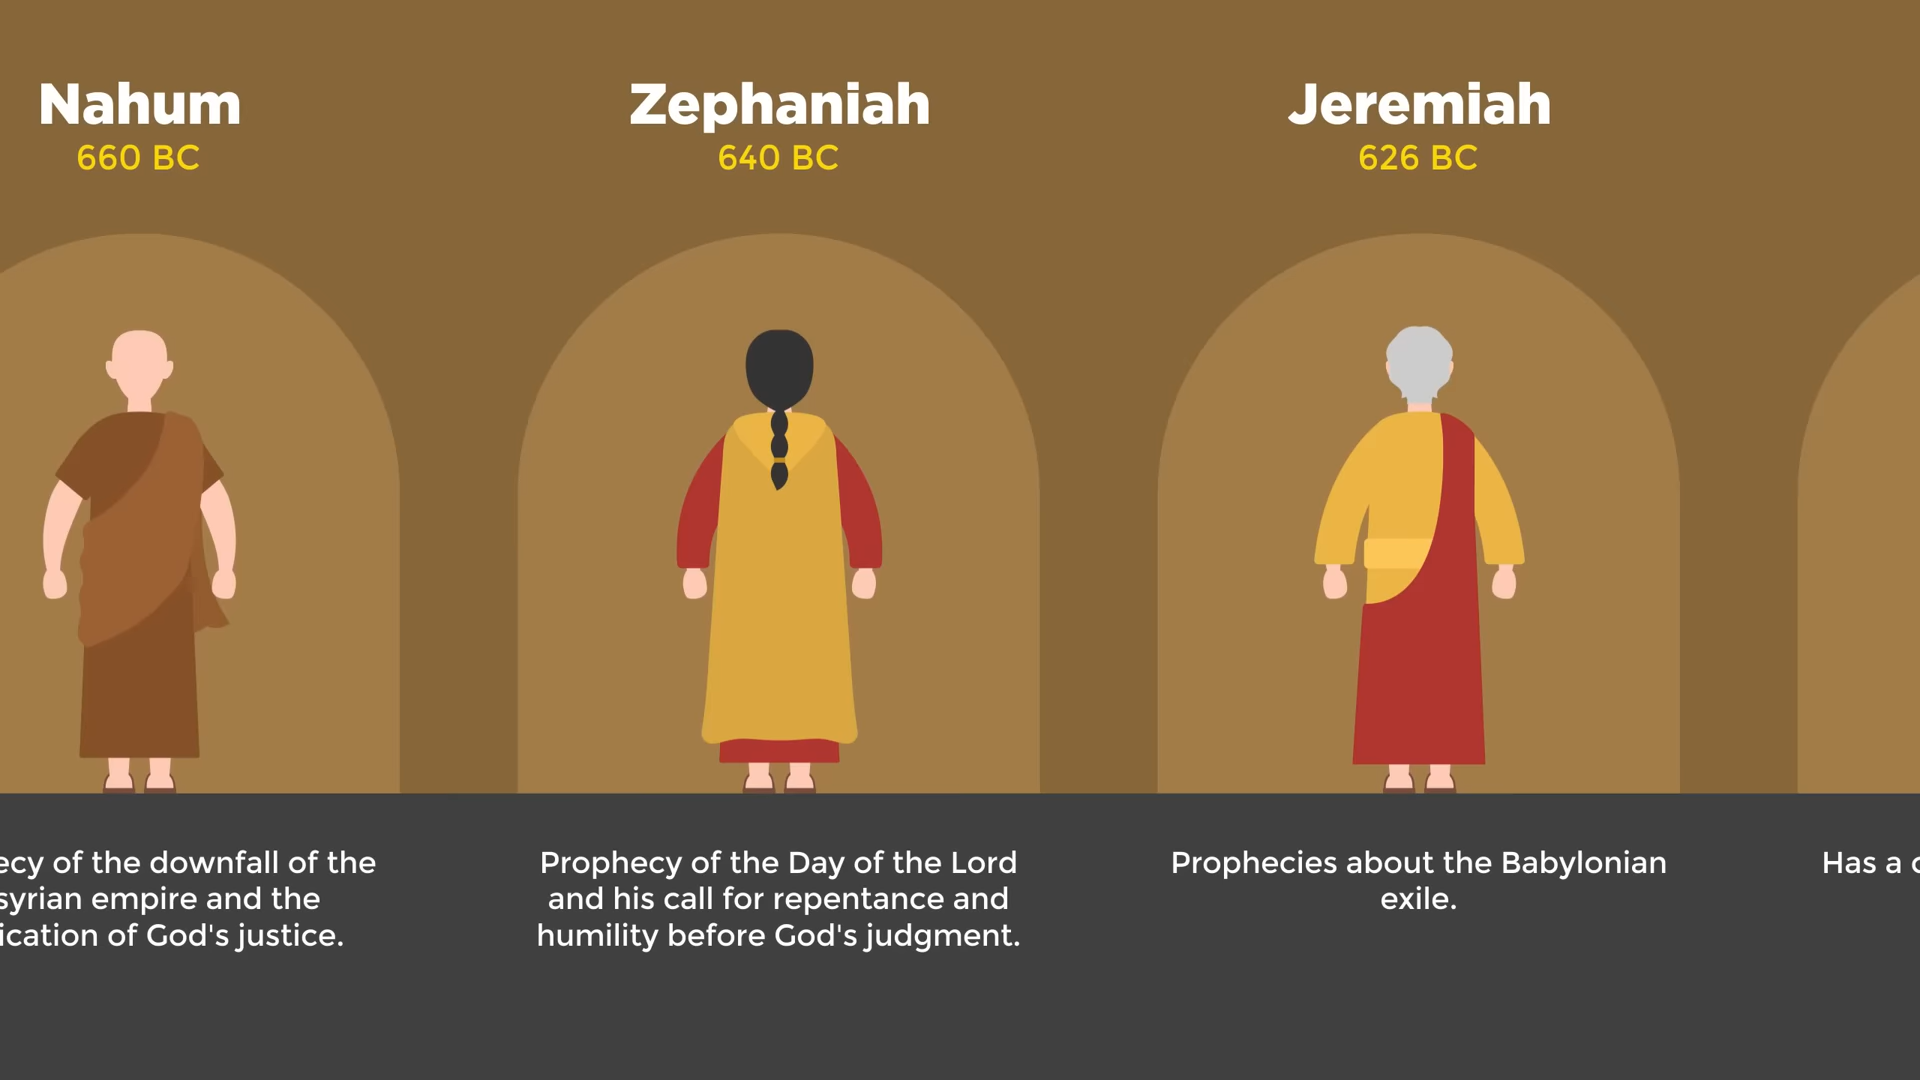 Nahum
660 BC
ecy of the downfall of the
syrian empire and the
ication of God's justice.
Zephaniah
640 BC
Prophecy of the Day of the Lord
and his call for repentance and
humility before God's judgment.
Jeremiah
626 BC
Prophecies about the Babylonian
exile.
Has a